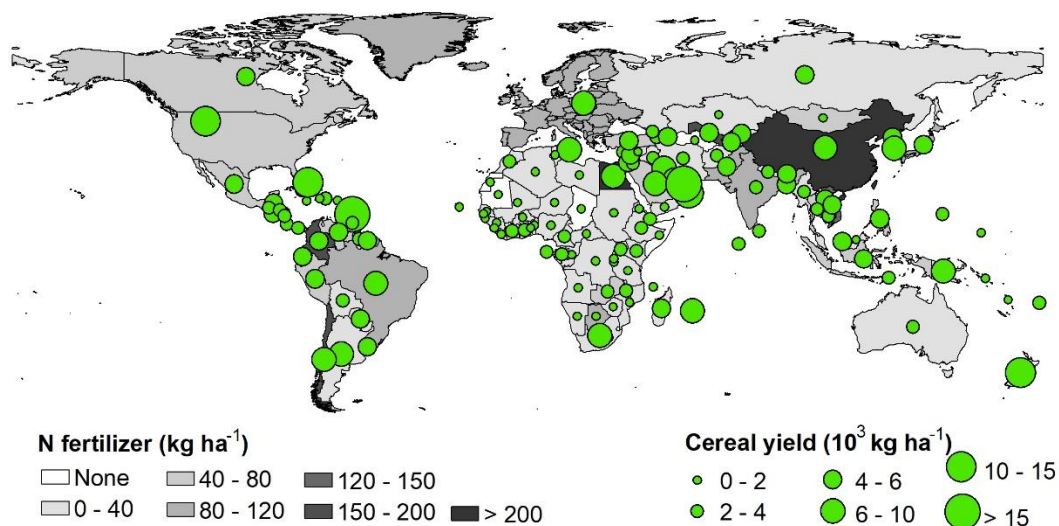 N fertilizer (kg ha⁻¹)
None
0 - 40
40 - 80
80 - 120
120 - 150
150 - 200
> 200
Cereal yield (10³ kg ha⁻¹)
0 - 2
2 - 4
4 - 6
6 - 10
10 - 15
> 15